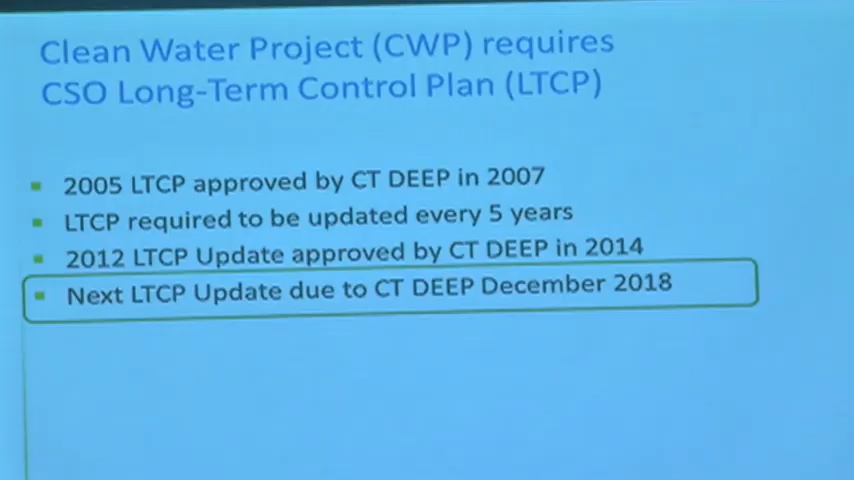 Clean Water Project (CWP) requires
CSO Long-Term Control Plan (LTCP)
2005 LTCP approved by CT DEEP in 2007
LTCP required to be updated every 5 years
2012 LTCP Update approved by CT DEEP in 2014
Next LTCP Update due to CT DEEP December 2018